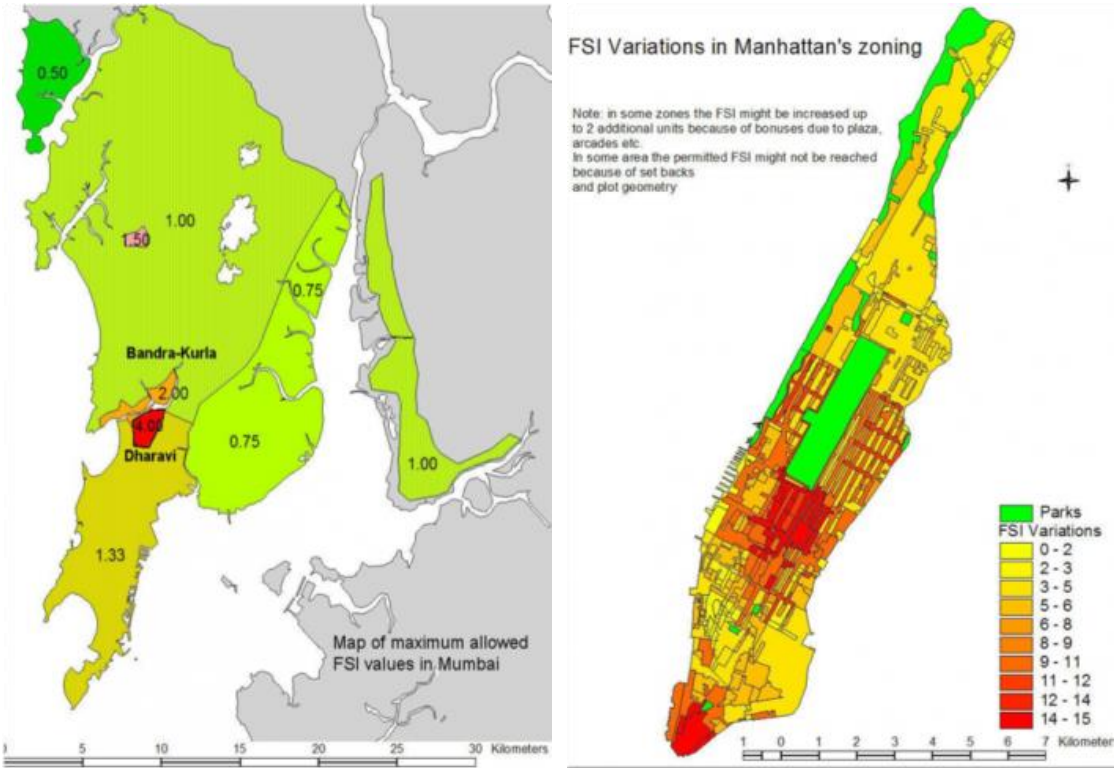 0.50
1.00
1.50
0.75
Bandra-Kurla
2.00
4.00
0.75
Dharavi
1.00
1.33
Map of maximum allowed
FSI values in Mumbai
0 5 10 15 20 25 30 Kilometers
FSI Variations in Manhattan's zoning
Note: in some zones the FSI might be increased up
to 2 additional units because of bonuses due to plaza,
arcades etc.
In some area the permitted FSI might not be reached
because of set backs
and plot geometry
Parks
FSI Variations
0 - 2
2 - 3
3 - 5
5 - 6
6 - 8
8 - 9
9 - 11
11 - 12
12 - 14
14 - 15
1 0 1 2 3 4 5 6 7 Kilometer